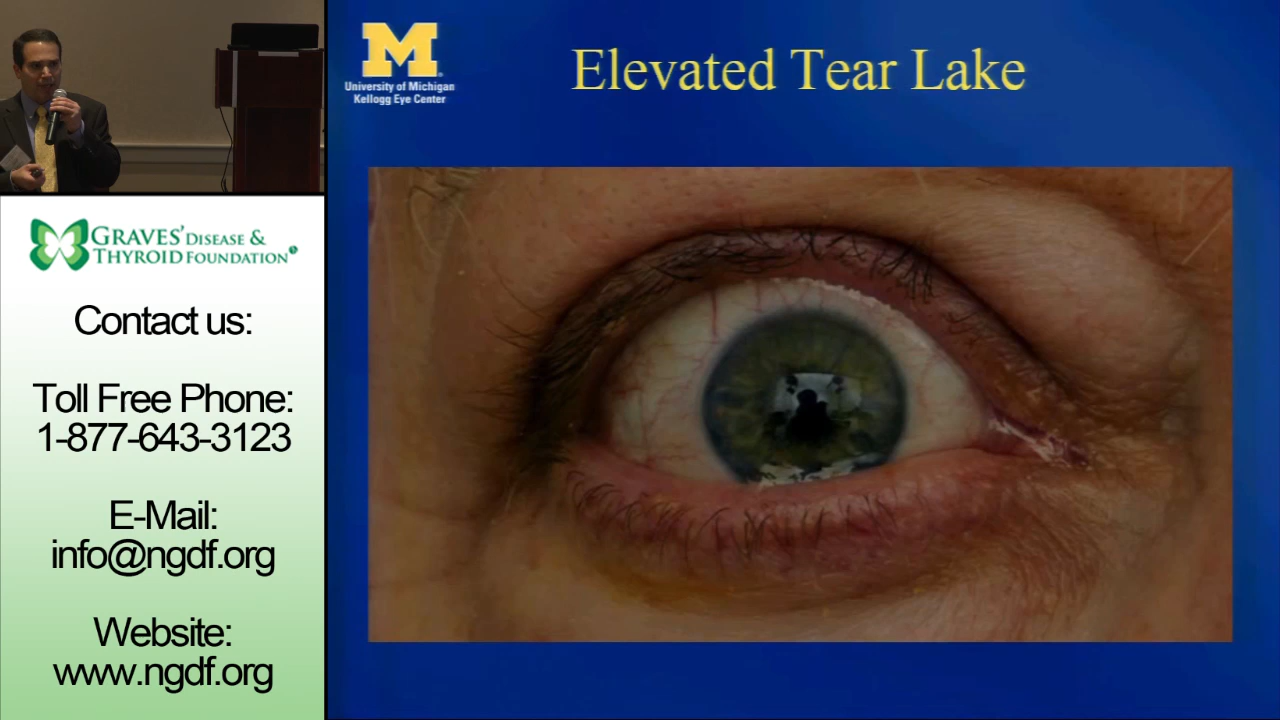 University of Michigan
Kellogg Eye Center
Elevated Tear Lake
GRAVES' DISEASE &
THYROID FOUNDATION
Contact us:
Toll Free Phone:
1-877-643-3123
E-Mail:
info@ngdf.org
Website:
www.ngdf.org